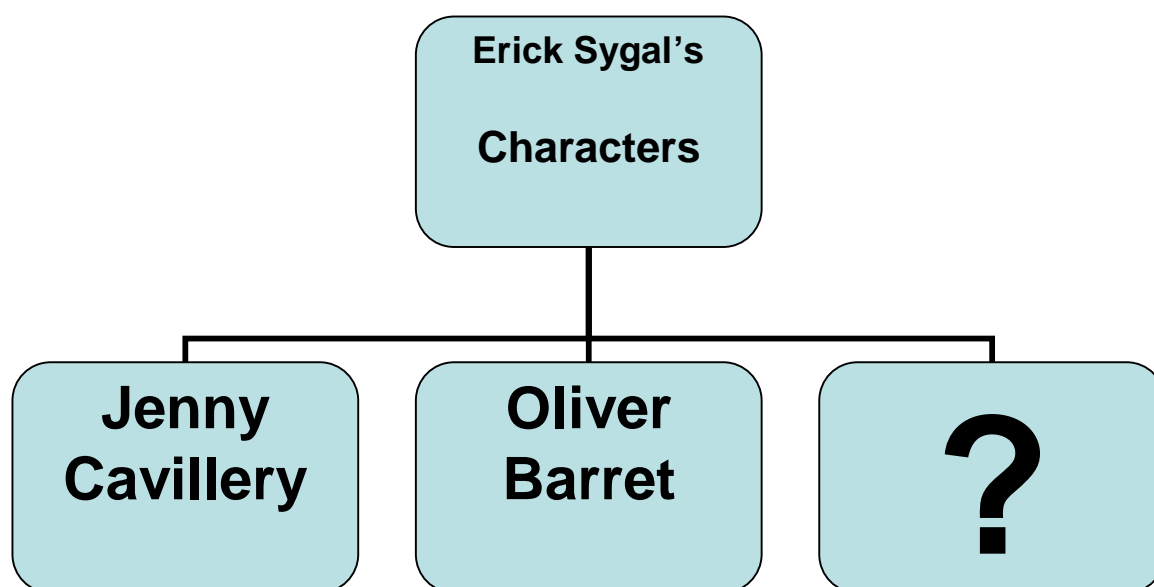 Erick Sygal’s
Characters
Jenny
Cavillery
Oliver
Barret
?